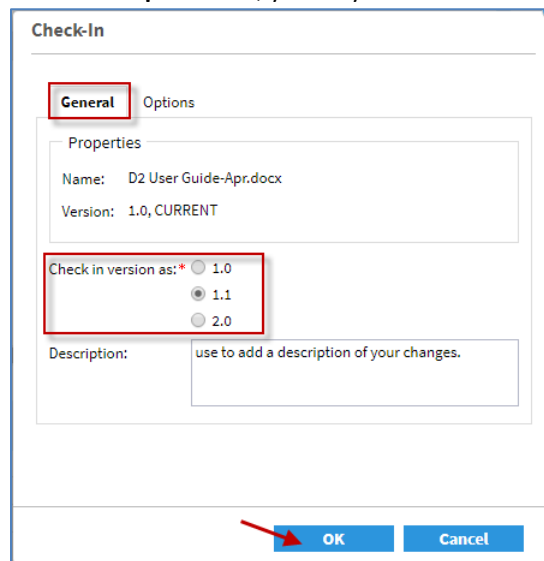 Check-In
General Options
Properties
Name: D2 User Guide-Apr.docx
Version: 1.0, CURRENT
Check in version as:* 1.0
1.1
2.0
Description: use to add a description of your changes.
OK Cancel